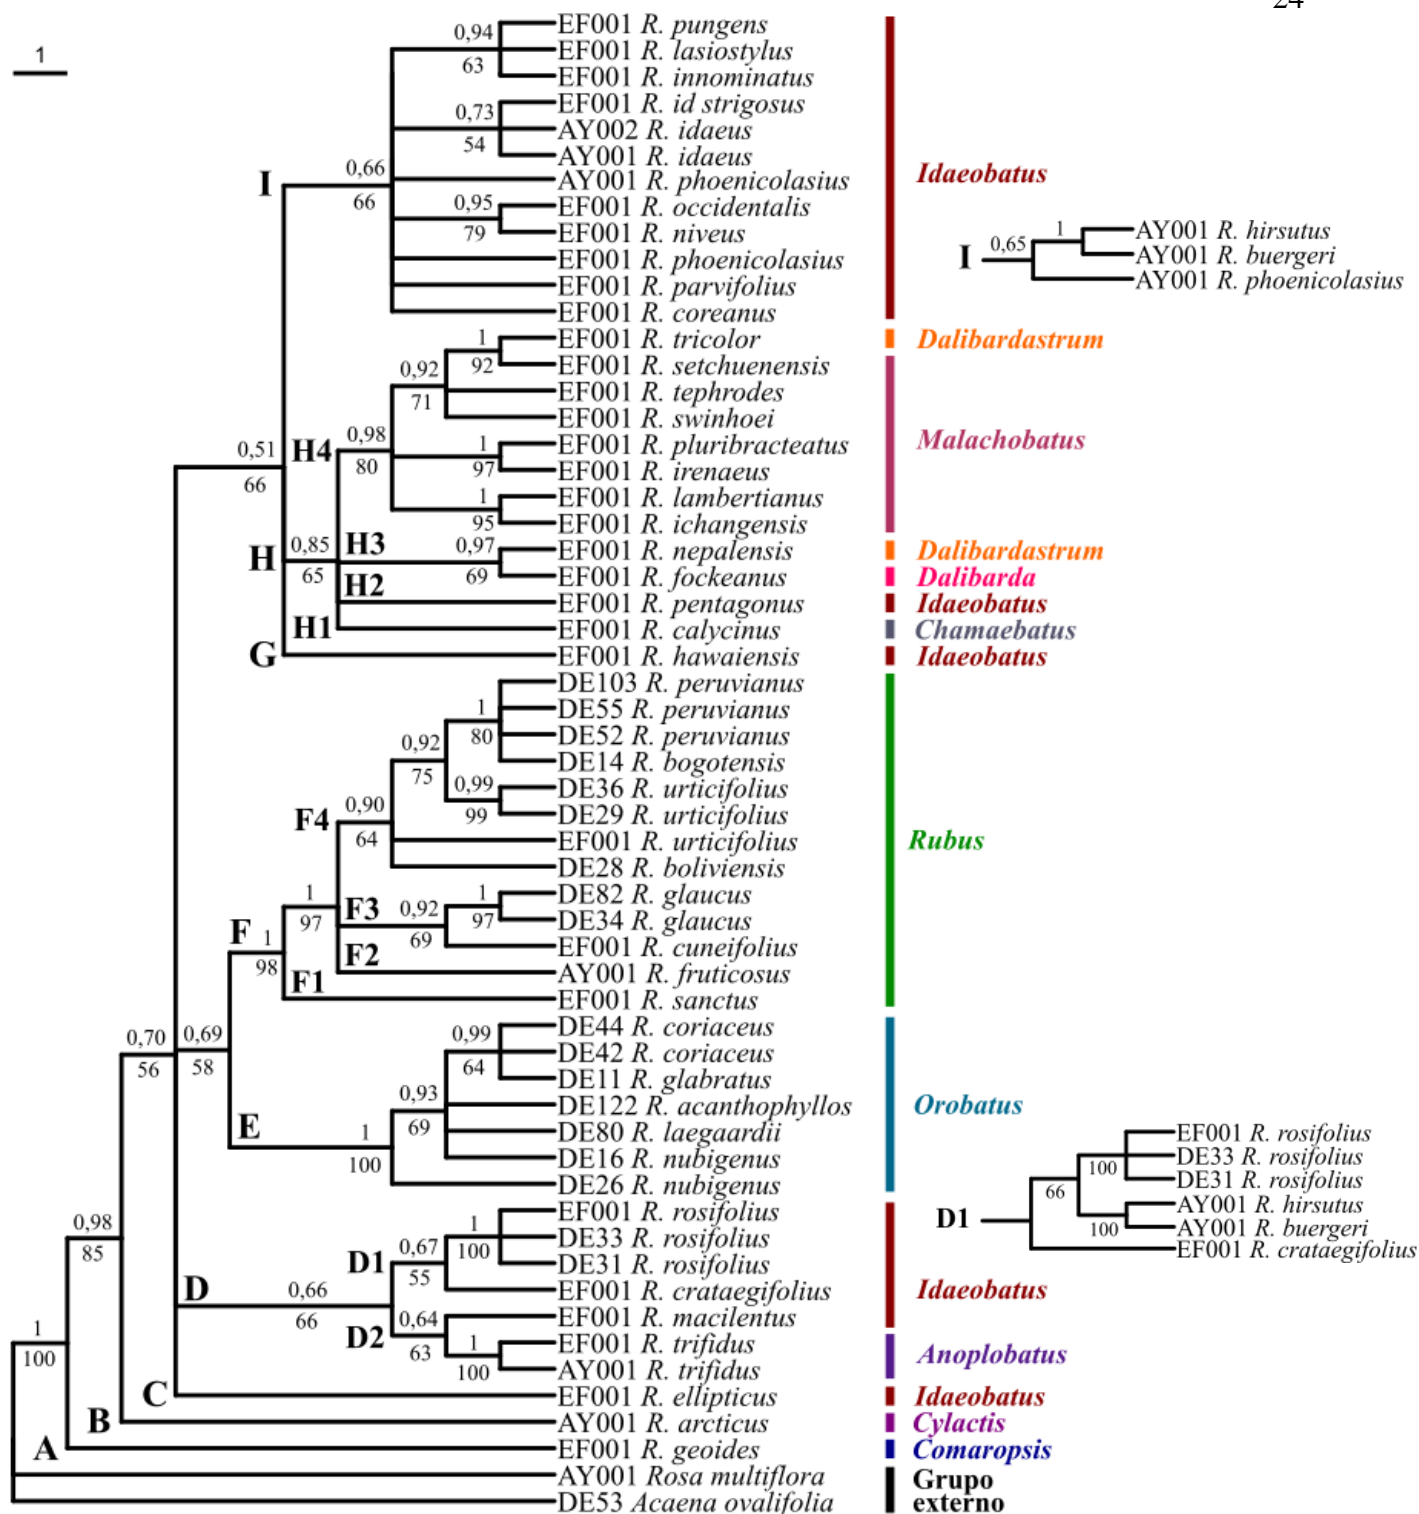 24
1
0,94
63
EF001 R. pungens
EF001 R. lasiostylus
EF001 R. innominatus
0,73
54
EF001 R. id strigosus
AY002 R. idaeus
AY001 R. idaeus
I
0,66
66
AY001 R. phoenicolasius
0,95
79
EF001 R. occidentalis
EF001 R. niveus
EF001 R. phoenicolasius
EF001 R. parvifolius
EF001 R. coreanus
Idaeobatus
I
0,65
1
AY001 R. hirsutus
AY001 R. buergeri
AY001 R. phoenicolasius
1
92
EF001 R. tricolor
Dalibardastrum
0,92
71
EF001 R. setchuenensis
EF001 R. tephrodes
EF001 R. swinhoei
0,51
66
H4
0,98
80
1
97
EF001 R. pluribracteatus
Malachobatus
EF001 R. irenaeus
1
95
EF001 R. lambertianus
EF001 R. ichangensis
H
0,85
65
H3
0,97
69
EF001 R. nepalensis
Dalibardastrum
H2
EF001 R. fockeanus
Dalibarda
EF001 R. pentagonus
Idaeobatus
H1
EF001 R. calycinus
Chamaebatus
G
EF001 R. hawaiensis
Idaeobatus
DE103 R. peruvianus
1
80
DE55 R. peruvianus
DE52 R. peruvianus
0,92
75
DE14 R. bogotensis
0,99
99
DE36 R. urticifolius
DE29 R. urticifolius
F4
0,90
64
EF001 R. urticifolius
Rubus
DE28 R. boliviensis
1
97
F3
0,92
69
1
97
DE82 R. glaucus
DE34 R. glaucus
EF001 R. cuneifolius
F
1
98
F2
AY001 R. fruticosus
F1
EF001 R. sanctus
0,70
56
0,69
58
0,99
64
DE44 R. coriaceus
DE42 R. coriaceus
DE11 R. glabratus
E
1
100
0,93
69
DE122 R. acanthophyllos
Orobatus
DE80 R. laegaardii
DE16 R. nubigenus
DE26 R. nubigenus
D1
66
100
100
EF001 R. rosifolius
DE33 R. rosifolius
DE31 R. rosifolius
AY001 R. hirsutus
AY001 R. buergeri
EF001 R. crataegifolius
0,98
85
1
100
EF001 R. rosifolius
DE33 R. rosifolius
D1
0,67
55
DE31 R. rosifolius
D
0,66
66
EF001 R. crataegifolius
Idaeobatus
D2
0,64
63
EF001 R. macilentus
1
100
EF001 R. trifidus
Anoplobatus
AY001 R. trifidus
1
100
C
EF001 R. ellipticus
Idaeobatus
B
AY001 R. arcticus
Cylactis
A
EF001 R. geoides
Comaropsis
AY001 Rosa multiflora
Grupo
DE53 Acaena ovalifolia
externo